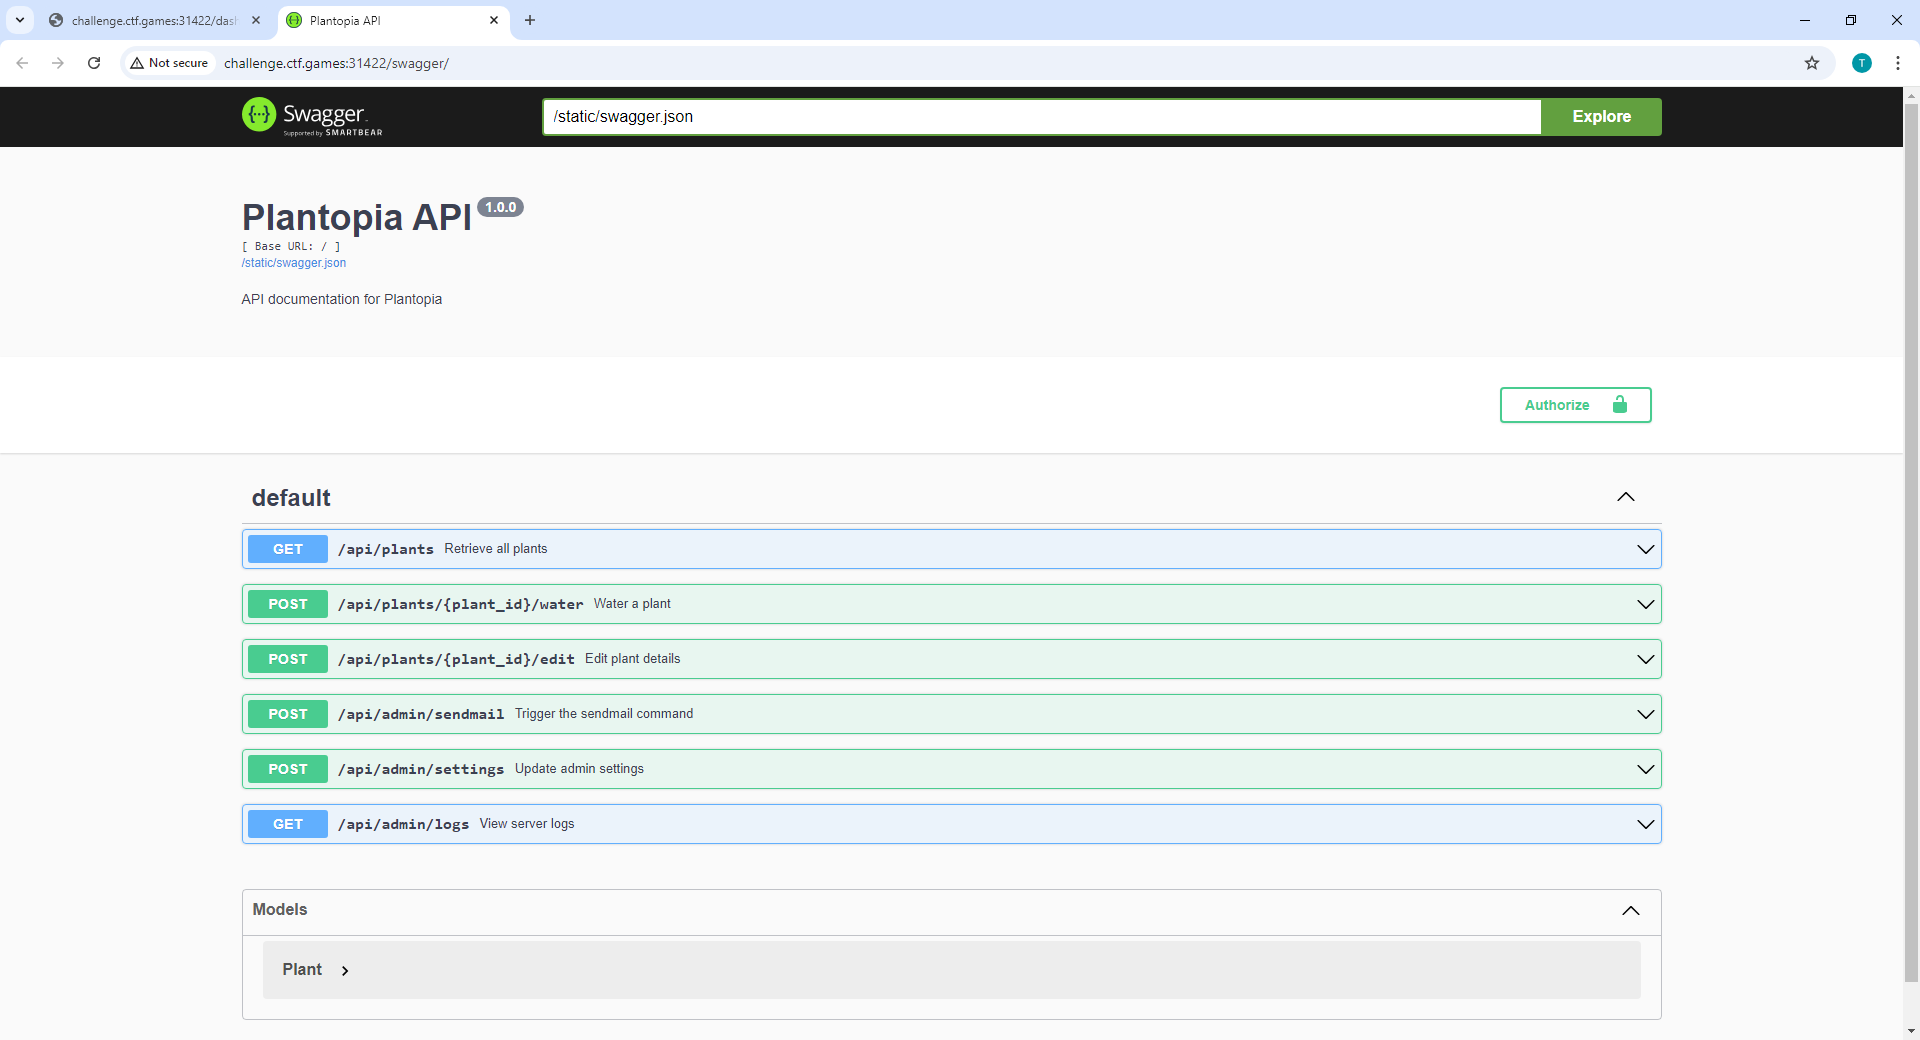 challenge.ctf.games:31422/das
Plantopia API
Not secure
challenge.ctf.games:31422/swagger/
T
Swagger
Supported by SMARTBEAR
/static/swagger.json
Explore
Plantopia API 1.0.0
[ Base URL: / ]
/static/swagger.json
API documentation for Plantopia
Authorize
default
GET /api/plants Retrieve all plants
POST /api/plants/{plant_id}/water Water a plant
POST /api/plants/{plant_id}/edit Edit plant details
POST /api/admin/sendmail Trigger the sendmail command
POST /api/admin/settings Update admin settings
GET /api/admin/logs View server logs
Models
Plant